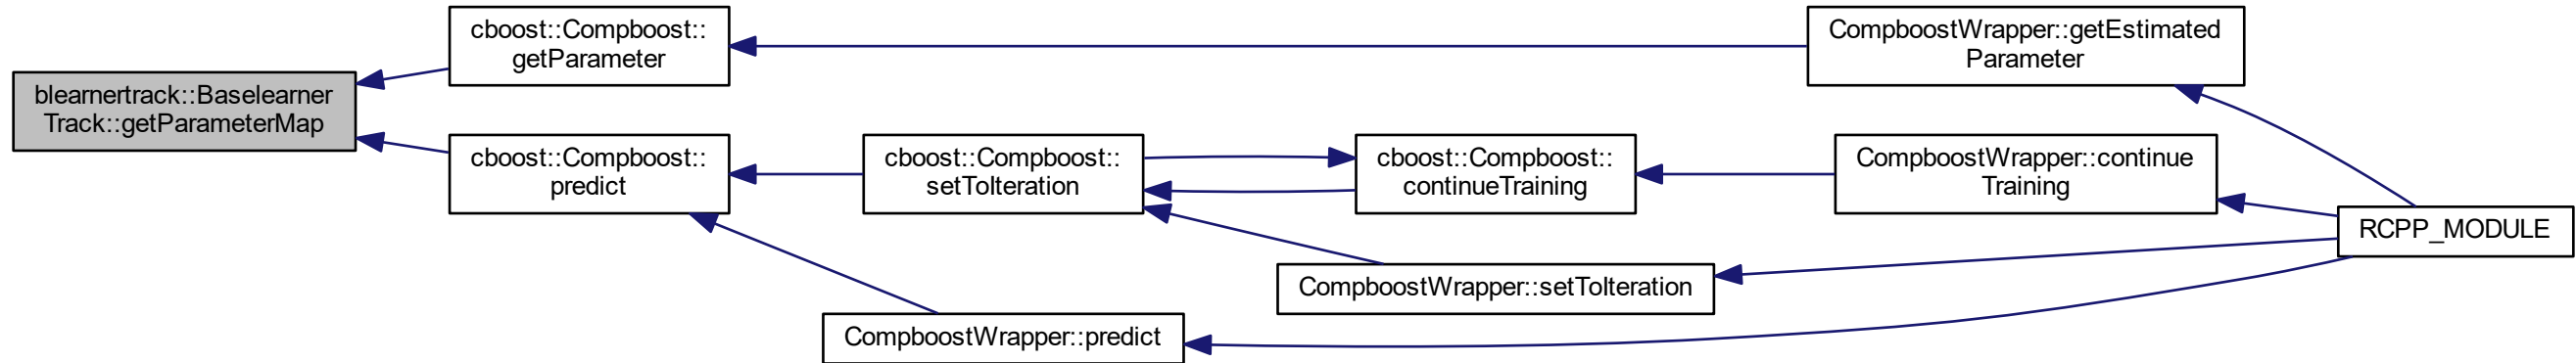 blearnertrack::Baselearner
Track::getParameterMap
cboost::Compboost::
getParameter
cboost::Compboost::
predict
cboost::Compboost::
setToIteration
cboost::Compboost::
continueTraining
CompboostWrapper::getEstimated
Parameter
CompboostWrapper::continue
Training
CompboostWrapper::setToIteration
CompboostWrapper::predict
RCPP_MODULE